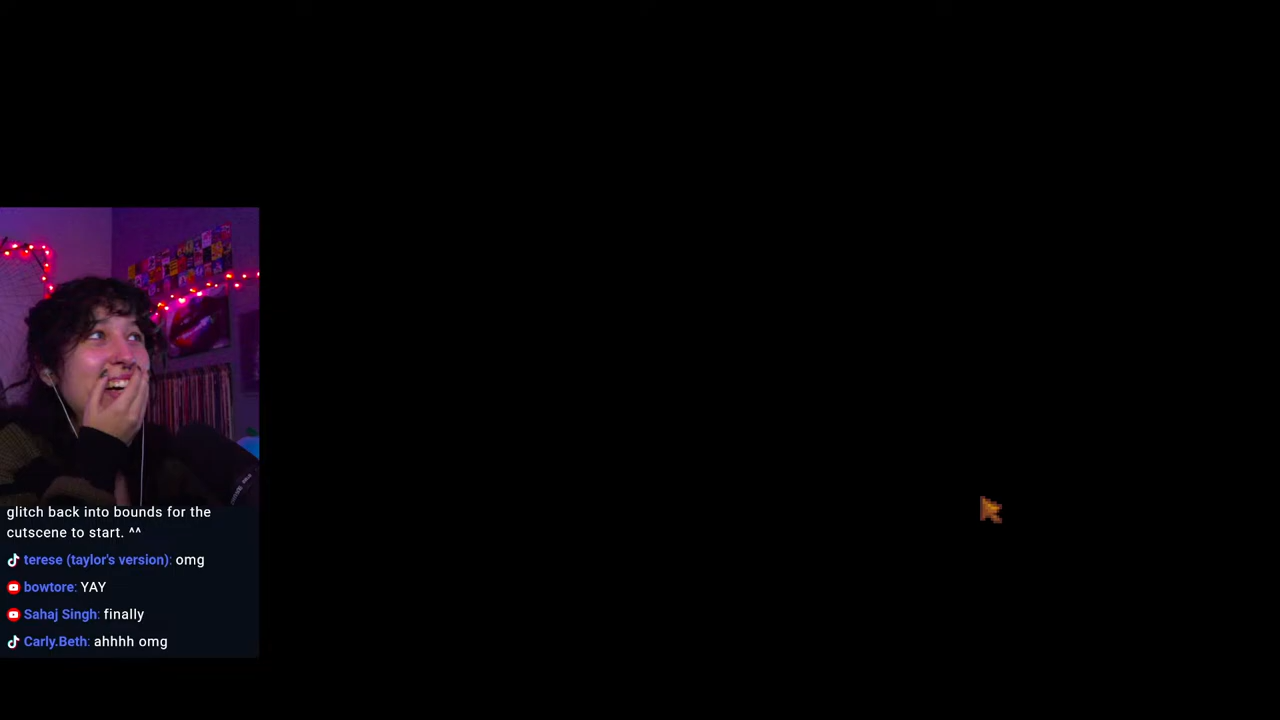 glitch back into bounds for the
cutscene to start. ^^
terese (taylor's version): omg
bowtore: YAY
Sahaj Singh: finally
Carly.Beth: ahhhh omg